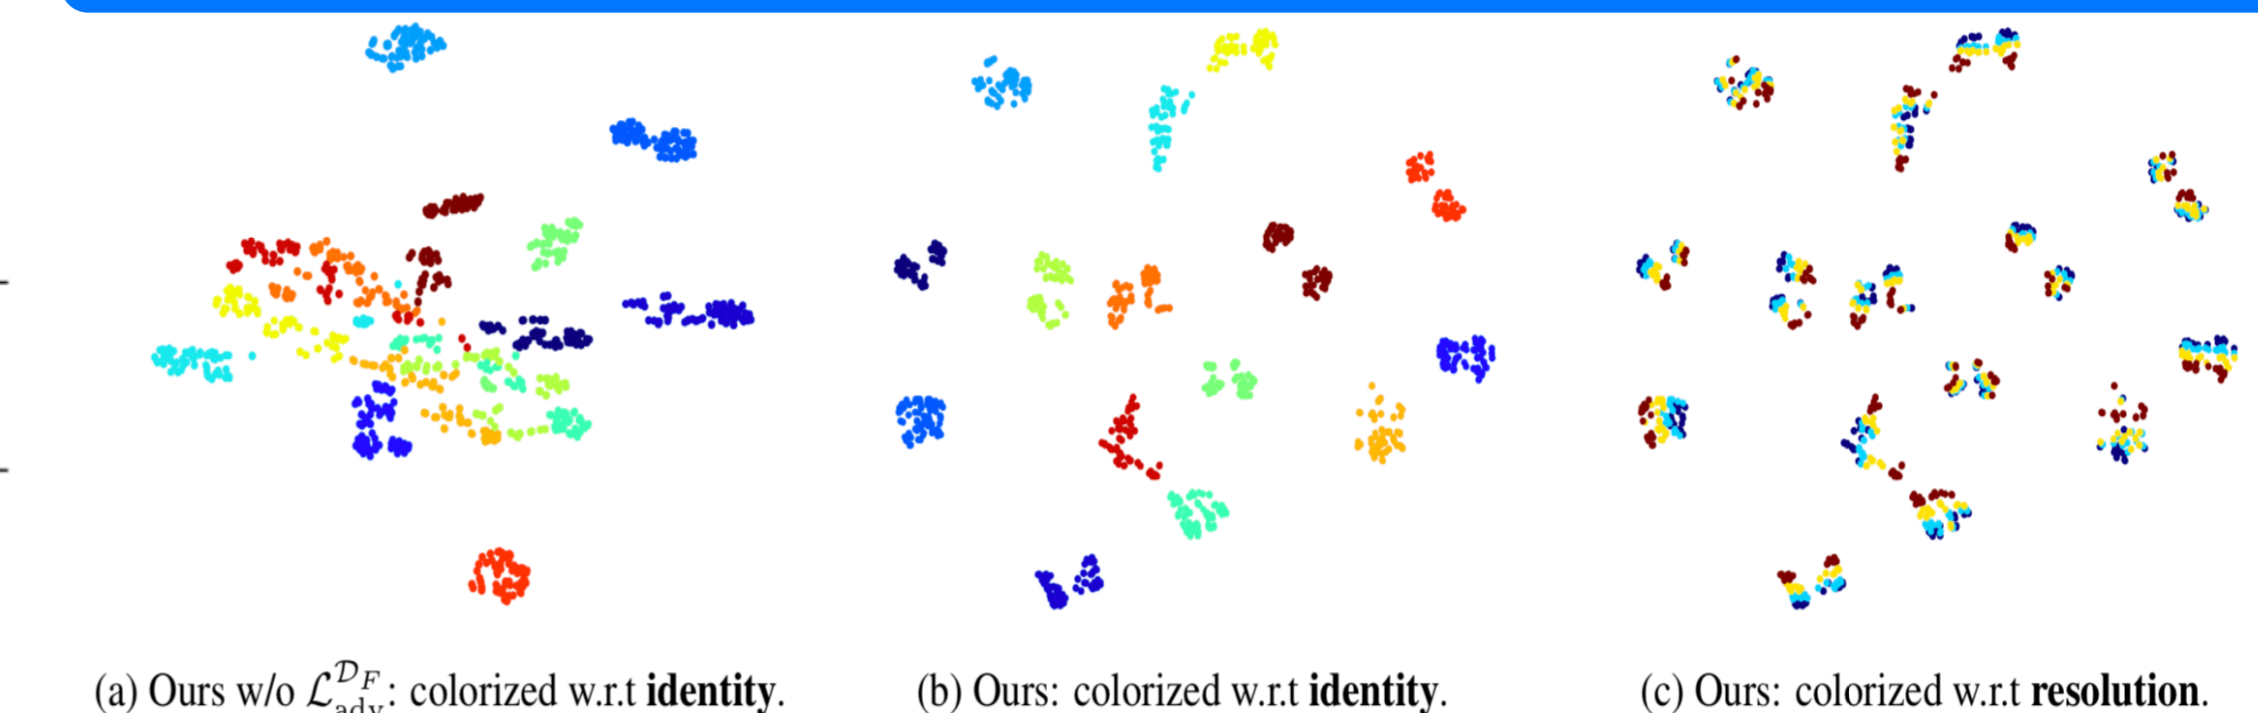 (a) Ours w/o $\mathcal{L}_{\text{adv}}^{\mathcal{D}_F}$: colorized w.r.t identity.
(b) Ours: colorized w.r.t identity.
(c) Ours: colorized w.r.t resolution.